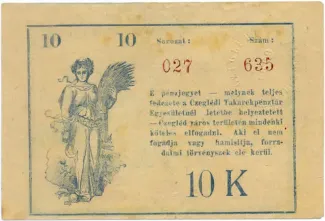 10 10 Sorozat: Szám:
027 635
E pénzjegyet — melynek teljes
fedezete a Czeglédi Takarékpénztár
Egyesületnél letétbe helyeztetett
— Czegléd város területén mindenki
köteles elfogadni. Aki el nem
fogadja vagy hamisítja, forra-
dalmi törvényszék elé kerül.
10 K